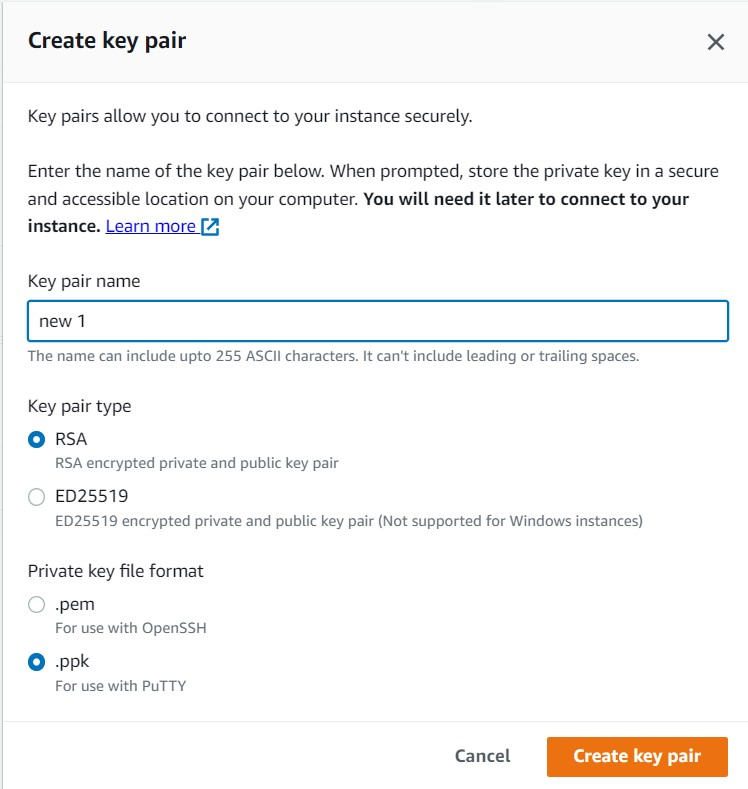 Create key pair
Key pairs allow you to connect to your instance securely.
Enter the name of the key pair below. When prompted, store the private key in a secure
and accessible location on your computer. You will need it later to connect to your
instance. Learn more
Key pair name
new 1
The name can include upto 255 ASCII characters. It can't include leading or trailing spaces.
Key pair type
RSA
RSA encrypted private and public key pair
ED25519
ED25519 encrypted private and public key pair (Not supported for Windows instances)
Private key file format
.pem
For use with OpenSSH
.ppk
For use with PuTTY
Cancel
Create key pair